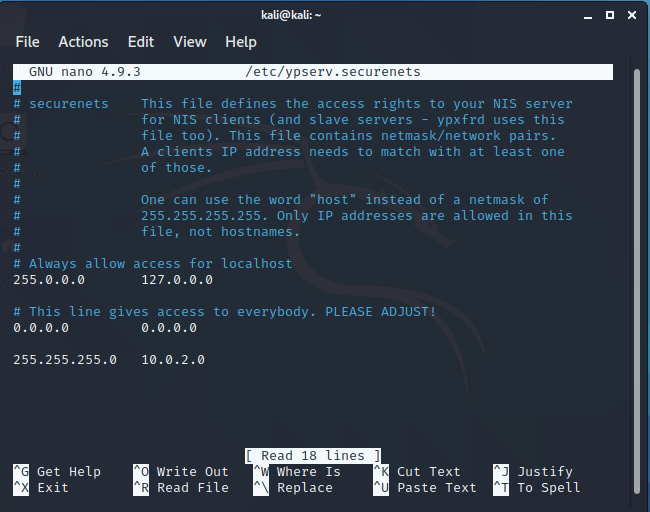 kali@kali: ~
File Actions Edit View Help
GNU nano 4.9.3 /etc/ypserv.securenets
#
# securenets This file defines the access rights to your NIS server
# for NIS clients (and slave servers - ypxfrd uses this
# file too). This file contains netmask/network pairs.
# A clients IP address needs to match with at least one
# of those.
#
# One can use the word "host" instead of a netmask of
# 255.255.255.255. Only IP addresses are allowed in this
# file, not hostnames.
#
# Always allow access for localhost
255.0.0.0 127.0.0.0
# This line gives access to everybody. PLEASE ADJUST!
0.0.0.0 0.0.0.0
255.255.255.0 10.0.2.0
[ Read 18 lines ]
^G Get Help ^O Write Out ^W Where Is ^K Cut Text ^J Justify
^X Exit ^R Read File ^\ Replace ^U Paste Text ^T To Spell